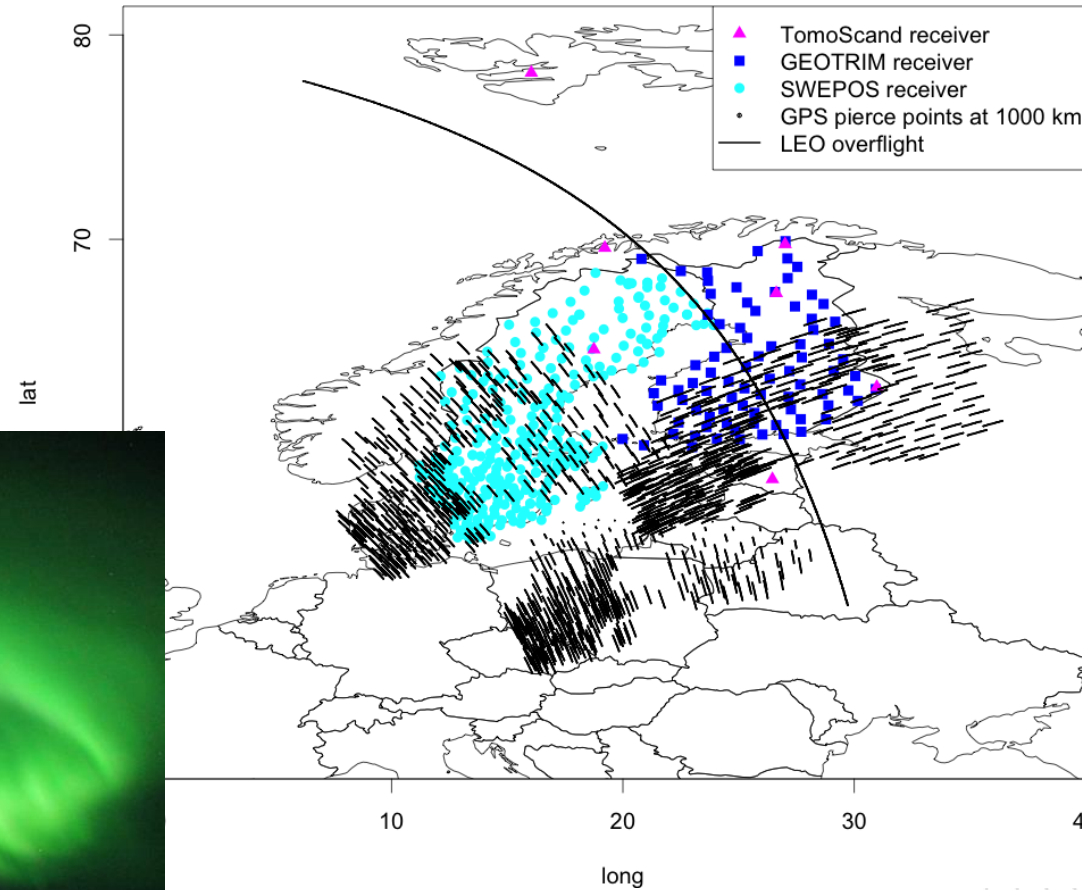 TomoScand receiver
GEOTRIM receiver
SWEPOS receiver
GPS pierce points at 1000 km
LEO overflight
80
70
lat
10
20
30
4
long